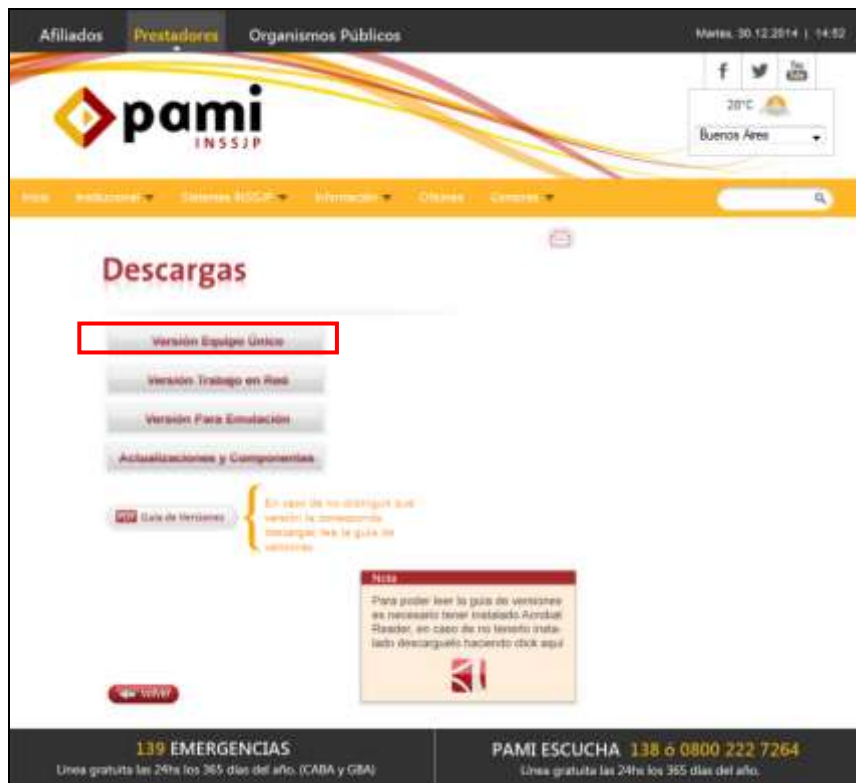 Afiliados Prestadores Organismos Públicos Martes, 30.12.2014 | 14:52
f You Tube
pami
INSSJP
20°C
Buenos Aires
Inicio Institucional Sistemas INSSJP Información Oficinas Contacto
Descargas
Versión Equipo Único
Versión Trabajo en Red
Versión Para Emulación
Actualizaciones y Componentes
PDF Guía de Versiones
En caso de no distinguir que
versión le corresponde
descargar, lea la guía de
versiones.
Nota
Para poder leer la guía de versiones
es necesario tener instalado Acrobat
Reader, en caso de no tenerlo insta-
lado descarguelo haciendo click aquí
volver
139 EMERGENCIAS
Línea gratuita las 24hs los 365 días del año. (CABA y GBA)
PAMI ESCUCHA 138 ó 0800 222 7264
Línea gratuita las 24hs los 365 días del año.